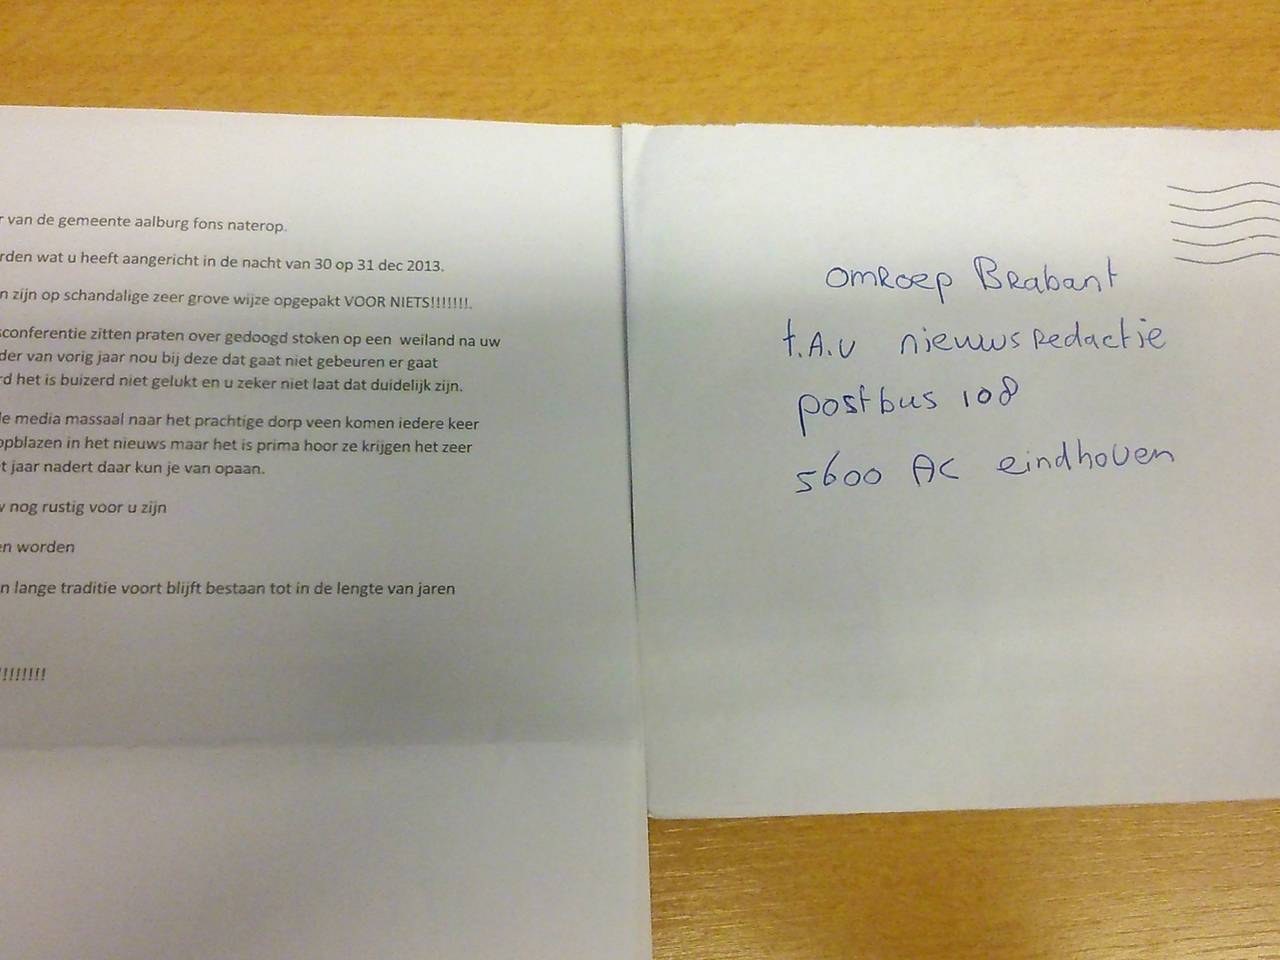 r van de gemeente aalburg fons naterop.
rden wat u heeft aangericht in de nacht van 30 op 31 dec 2013.
n zijn op schandalige zeer grove wijze opgepakt VOOR NIETS!!!!!!!.
sconferentie zitten praten over gedoogd stoken op een weiland na uw
der van vorig jaar nou bij deze dat gaat niet gebeuren er gaat
rd het is buizerd niet gelukt en u zeker niet laat dat duidelijk zijn.
le media massaal naar het prachtige dorp veen komen iedere keer
opblazen in het nieuws maar het is prima hoor ze krijgen het zeer
t jaar nadert daar kun je van opaan.
v nog rustig voor u zijn
en worden
n lange traditie voort blijft bestaan tot in de lengte van jaren
!!!!!!!!!
omRoep BRabant
t.A.v nieuwsRedactie
postbus 108
5600 AC eindhoven